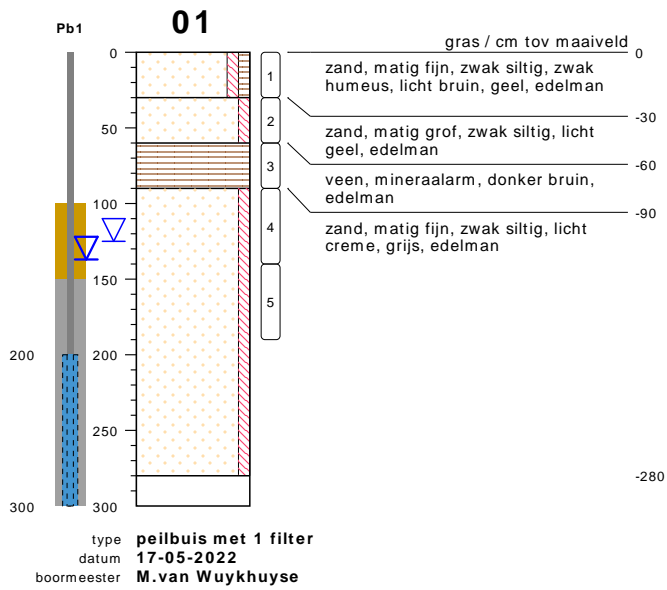 01
Pb1
gras / cm tov maaiveld
0
0
zand, matig fijn, zwak siltig, zwak
humeus, licht bruin, geel, edelman
1
-30
2
50
zand, matig grof, zwak siltig, licht
geel, edelman
3
-60
veen, mineraalarm, donker bruin,
edelman
100
-90
4
zand, matig fijn, zwak siltig, licht
creme, grijs, edelman
150
5
200
200
250
-280
300
300
type peilbuis met 1 filter
datum 17-05-2022
boormeester M.van Wuykhuyse